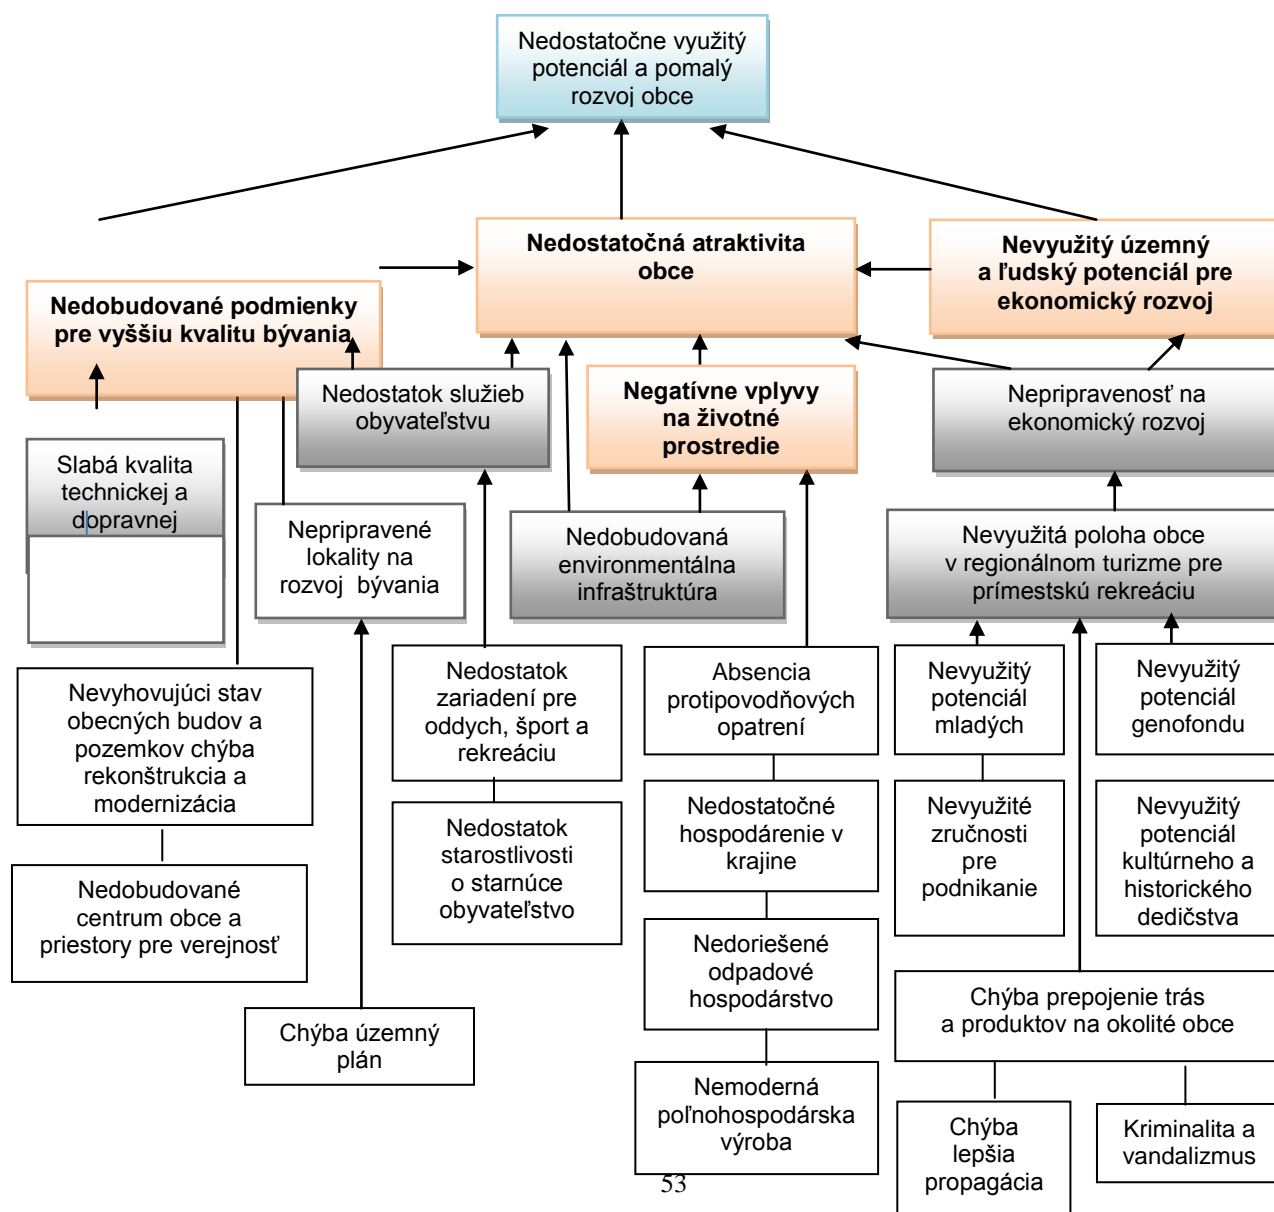 Nedostatočne využitý
potenciál a pomalý
rozvoj obce
Nedostatočná atraktivita
obce
Nevyužitý územný
a ľudský potenciál pre
ekonomický rozvoj
Nedobudované podmienky
pre vyššiu kvalitu bývania
Nedostatok služieb
obyvateľstvu
Negatívne vplyvy
na životné
prostredie
Nepripravenosť na
ekonomický rozvoj
Slabá kvalita
technickej a
dopravnej
Nepripravené
lokality na
rozvoj bývania
Nedobudovaná
environmentálna
infraštruktúra
Nevyužitá poloha obce
v regionálnom turizme pre
prímestskú rekreáciu
Nevyhovujúci stav
obecných budov a
pozemkov chýba
rekonštrukcia a
modernizácia
Nedostatok
zariadení pre
oddych, šport a
rekreáciu
Absencia
protipovodňových
opatrení
Nevyužitý
potenciál
mladých
Nevyužitý
potenciál
genofondu
Nedostatok
starostlivosti
o starnúce
obyvateľstvo
Nedostatočné
hospodárenie v
krajine
Nevyužité
zručnosti
pre
podnikanie
Nevyužitý
potenciál
kultúrneho a
historického
dedičstva
Nedobudované
centrum obce a
priestory pre verejnosť
Nedoriešené
odpadové
hospodárstvo
Chýba prepojenie trás
a produktov na okolité obce
Chýba územný
plán
Nemoderná
poľnohospodárska
výroba
Chýba
lepšia
propagácia
Kriminalita a
vandalizmus
53